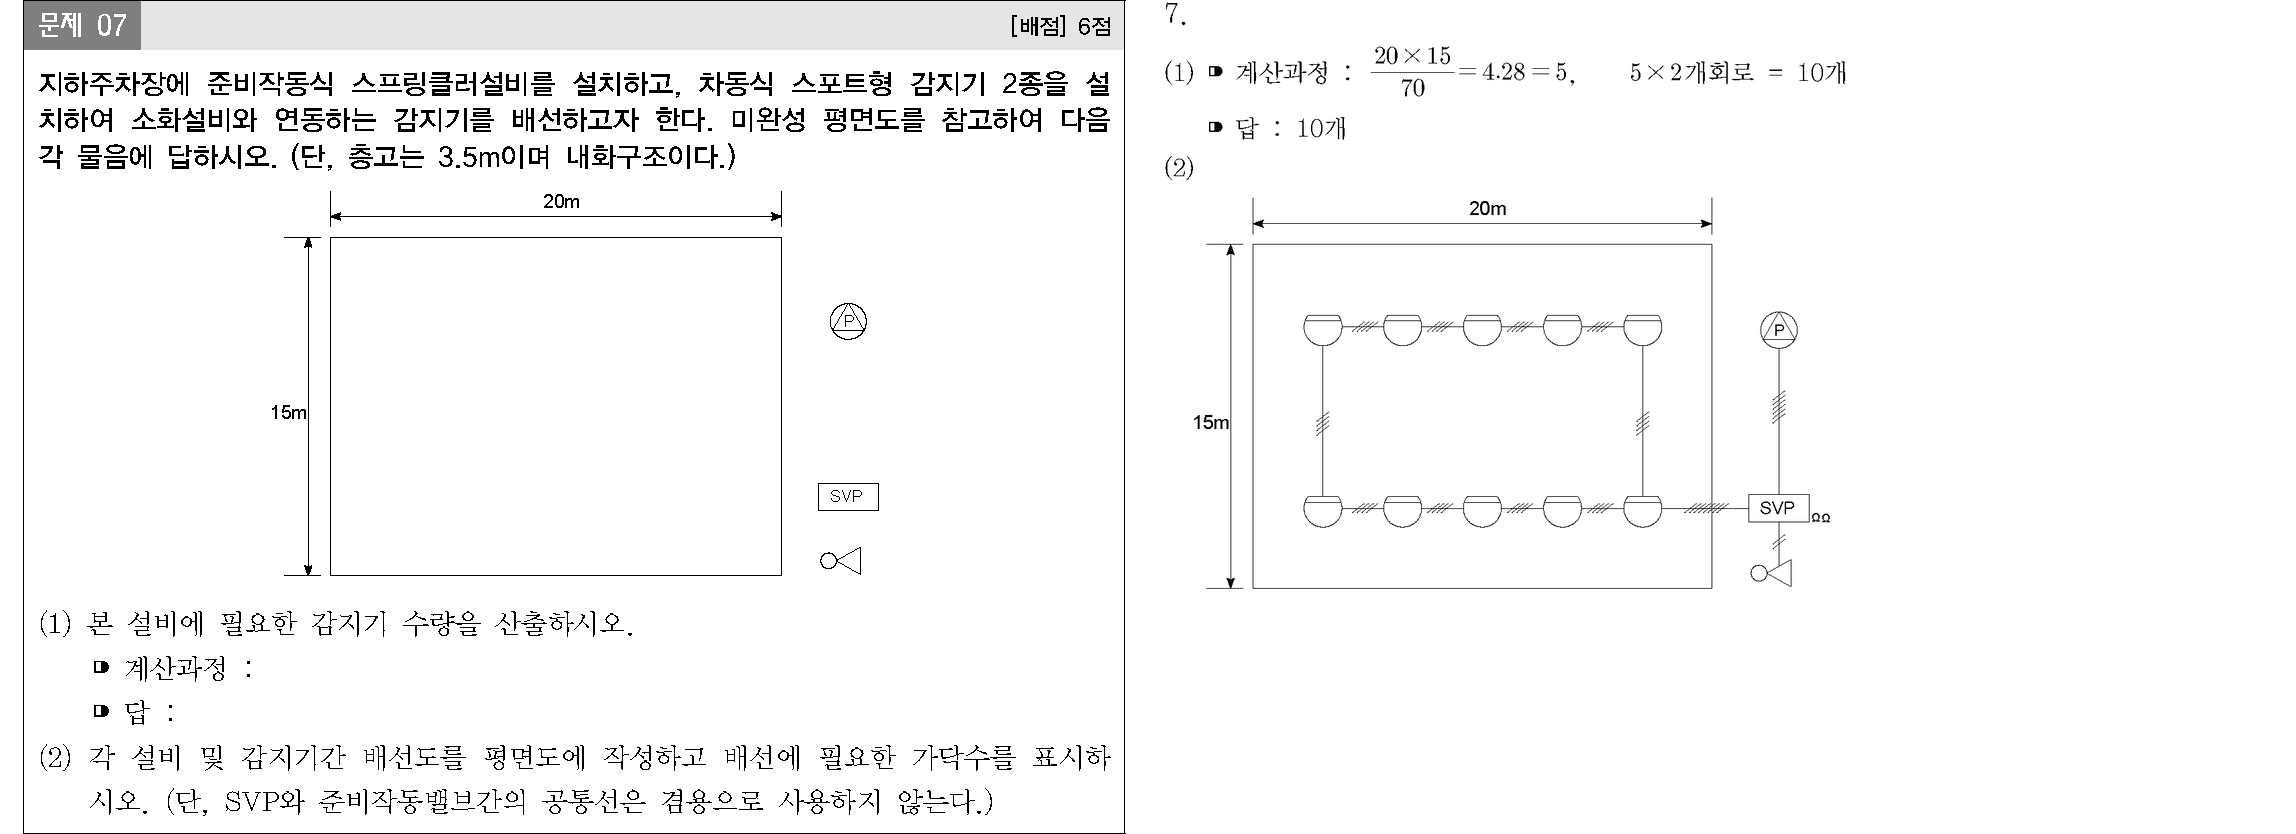 문제 07
[배점] 6점
지하주차장에 준비작동식 스프링클러설비를 설치하고, 차동식 스포트형 감지기 2종을 설
치하여 소화설비와 연동하는 감지기를 배선하고자 한다. 미완성 평면도를 참고하여 다음
각 물음에 답하시오. (단, 층고는 3.5m이며 내화구조이다.)
20m
15m
P
SVP
(1) 본 설비에 필요한 감지기 수량을 산출하시오.
계산과정 :
답 :
(2) 각 설비 및 감지기간 배선도를 평면도에 작성하고 배선에 필요한 가닥수를 표시하
시오. (단, SVP와 준비작동밸브간의 공통선은 겸용으로 사용하지 않는다.)
7.
(1) 계산과정 : 20×15/70=4.28=5, 5×2개회로 = 10개
답 : 10개
(2)
20m
15m
P
SVP
ΩΩ